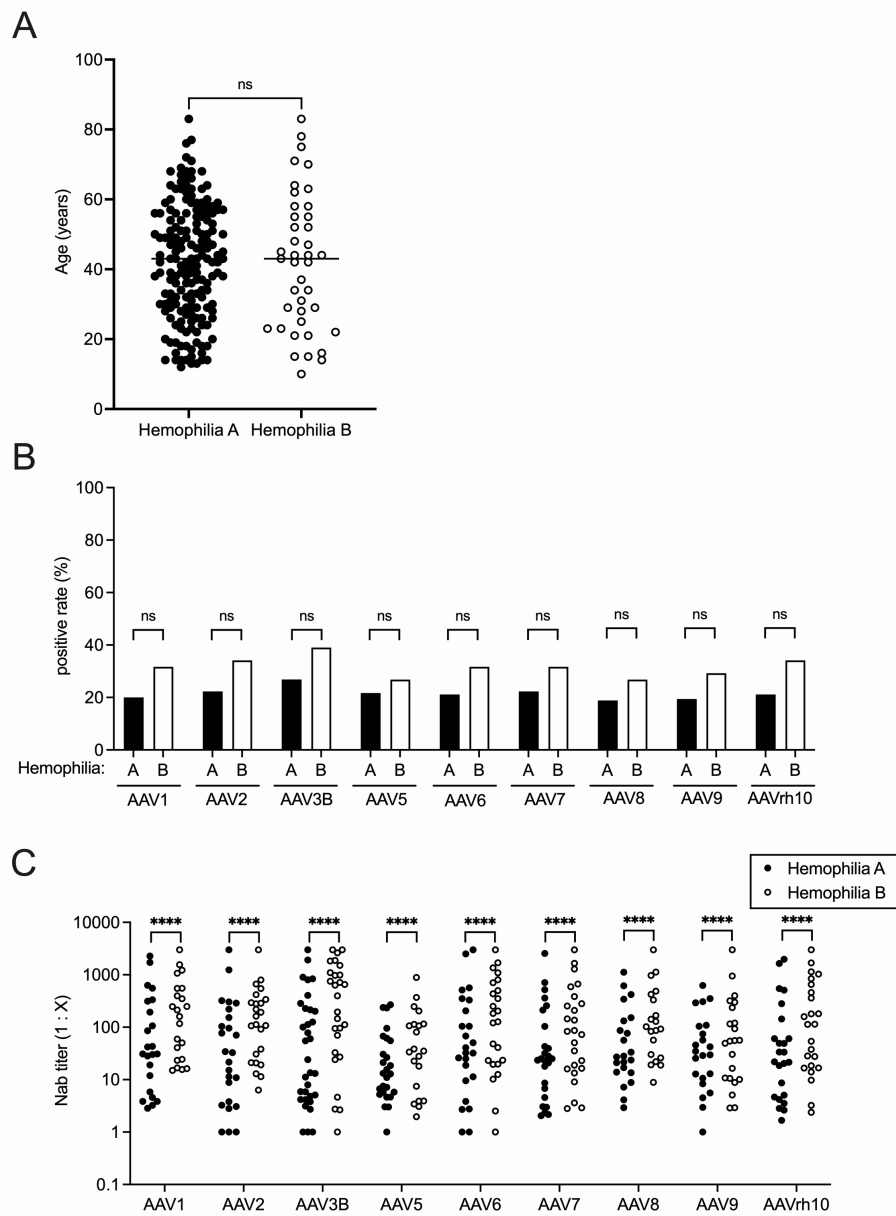 A
100
80
60
40
20
0
Age (years)
ns
Hemophilia A Hemophilia B
B
100
80
60
40
20
0
positive rate (%)
ns ns ns ns ns ns ns ns ns
Hemophilia: A B A B A B A B A B A B A B A B A B
AAV1 AAV2 AAV3B AAV5 AAV6 AAV7 AAV8 AAV9 AAVrh10
C
Hemophilia A
Hemophilia B
10000
1000
100
10
1
0.1
Nab titer (1 : X)
**** **** **** **** **** **** **** **** ****
AAV1 AAV2 AAV3B AAV5 AAV6 AAV7 AAV8 AAV9 AAVrh10